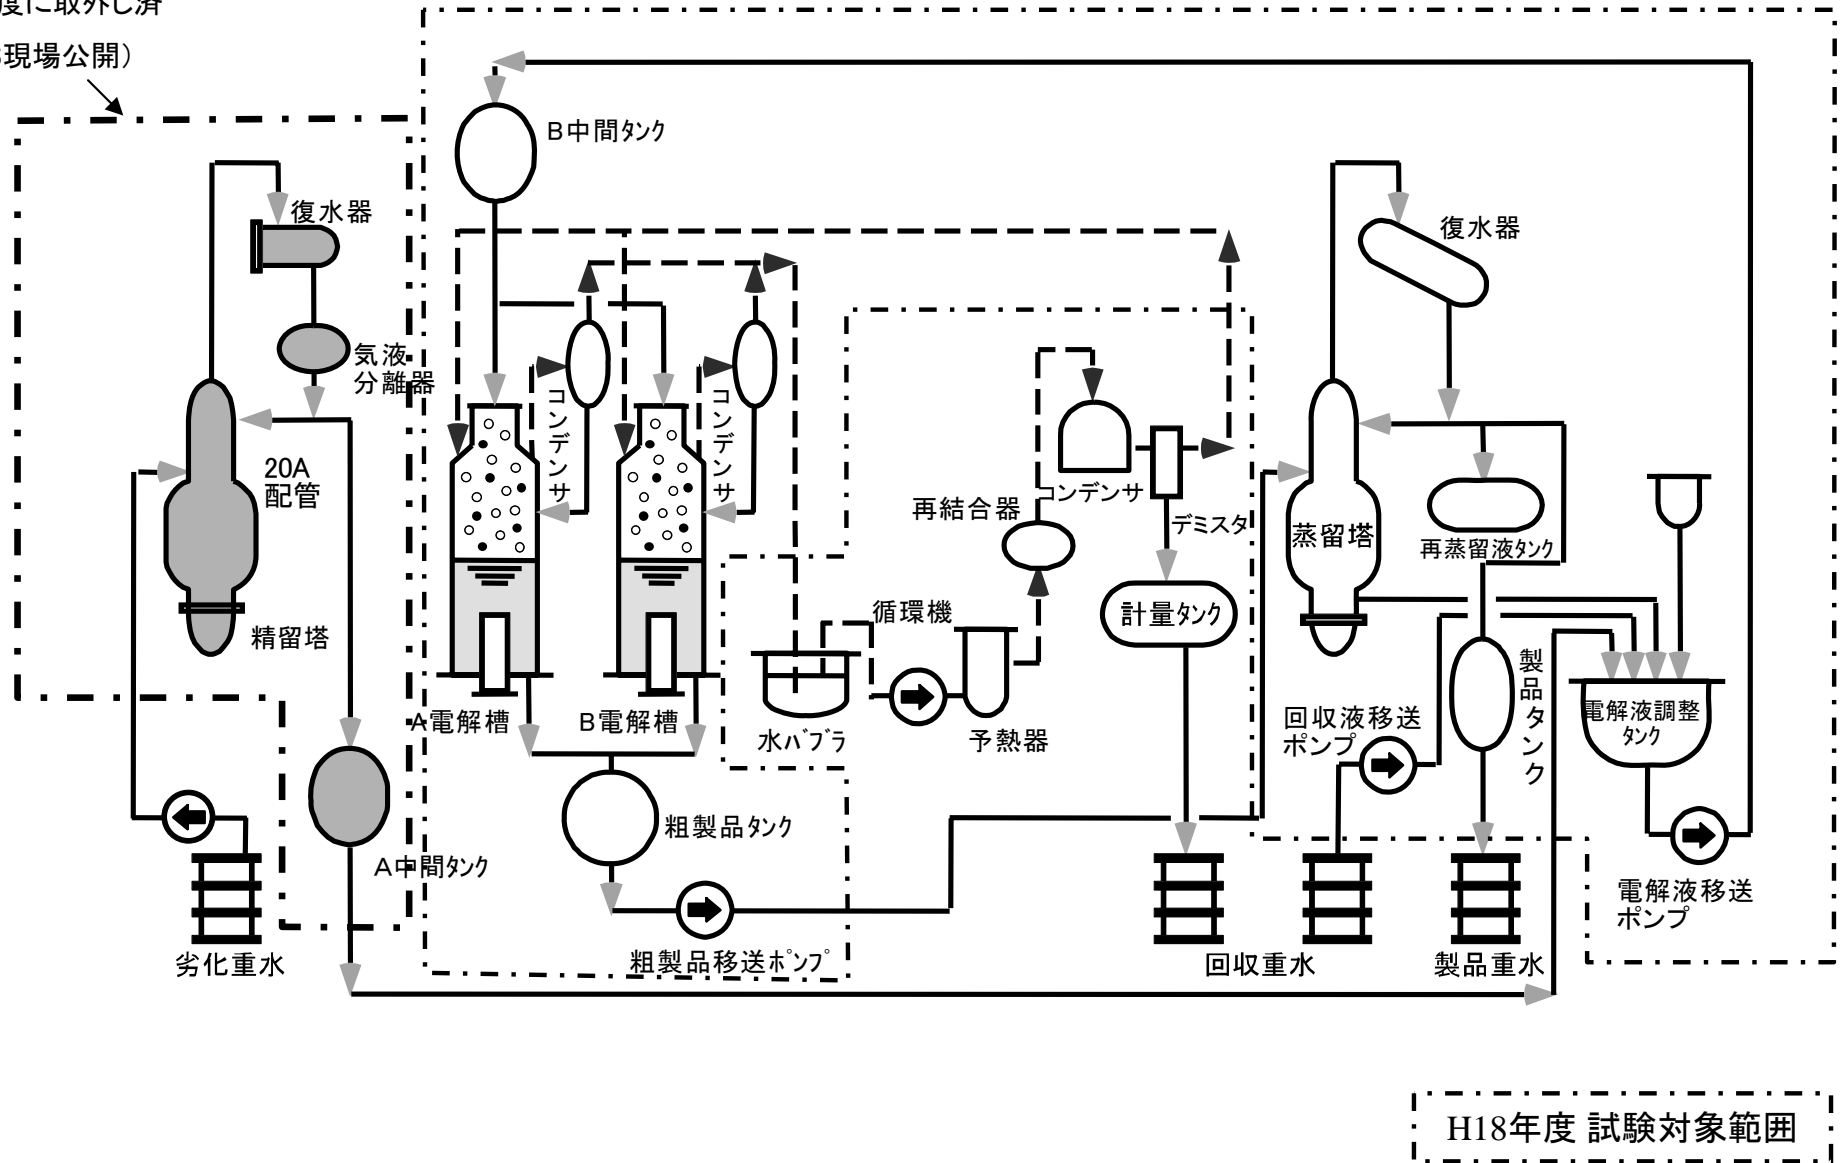 度に取外し済
現場公開）
B中間タンク
復水器
復水器
気液
分離器
コンデンサ
コンデンサ
20A
配管
再結合器
コンデンサ
デミスタ
蒸留塔
再蒸留液タンク
精留塔
循環機
計量タンク
製品タンク
A電解槽
B電解槽
水バブラ
予熱器
回収液移送
ポンプ
電解液調整
タンク
粗製品タンク
A中間タンク
電解液移送
ポンプ
劣化重水
粗製品移送ポンプ
回収重水
製品重水
H18年度 試験対象範囲